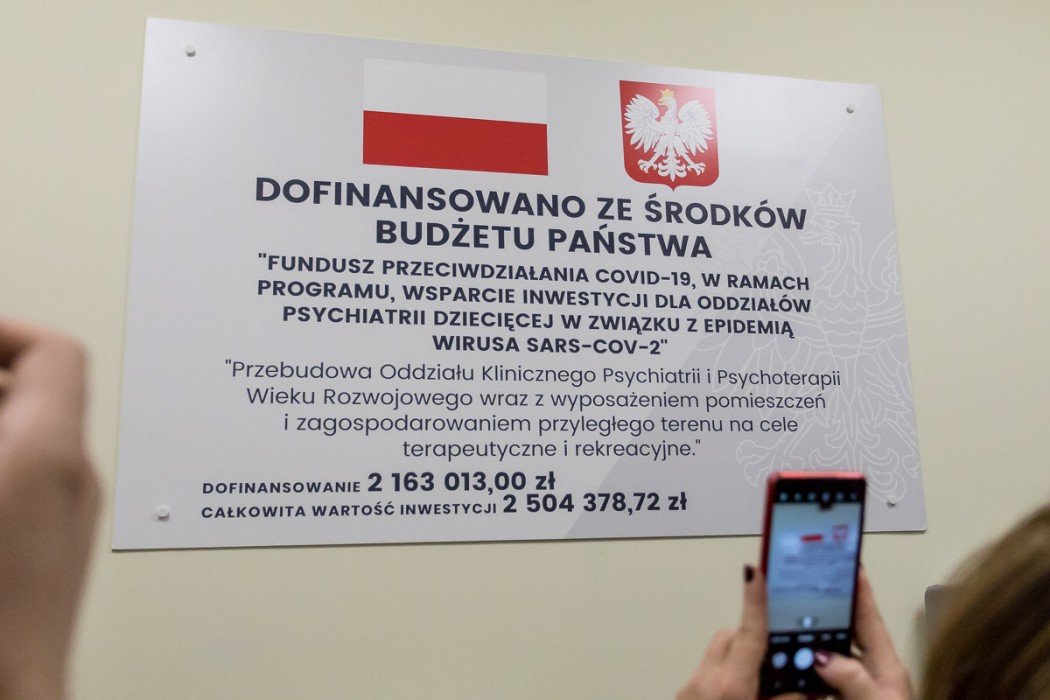 DOFINANSOWANO ZE ŚRODKÓW
BUDŻETU PAŃSTWA
"FUNDUSZ PRZECIWDZIAŁANIA COVID-19, W RAMACH
PROGRAMU, WSPARCIE INWESTYCJI DLA ODDZIAŁÓW
PSYCHIATRII DZIECIĘCEJ W ZWIĄZKU Z EPIDEMIĄ
WIRUSA SARS-COV-2"
"Przebudowa Oddziału Klinicznego Psychiatrii i Psychoterapii
Wieku Rozwojowego wraz z wyposażeniem pomieszczeń
i zagospodarowaniem przyległego terenu na cele
terapeutyczne i rekreacyjne."
DOFINANSOWANIE 2 163 013,00 zł
CAŁKOWITA WARTOŚĆ INWESTYCJI 2 504 378,72 zł